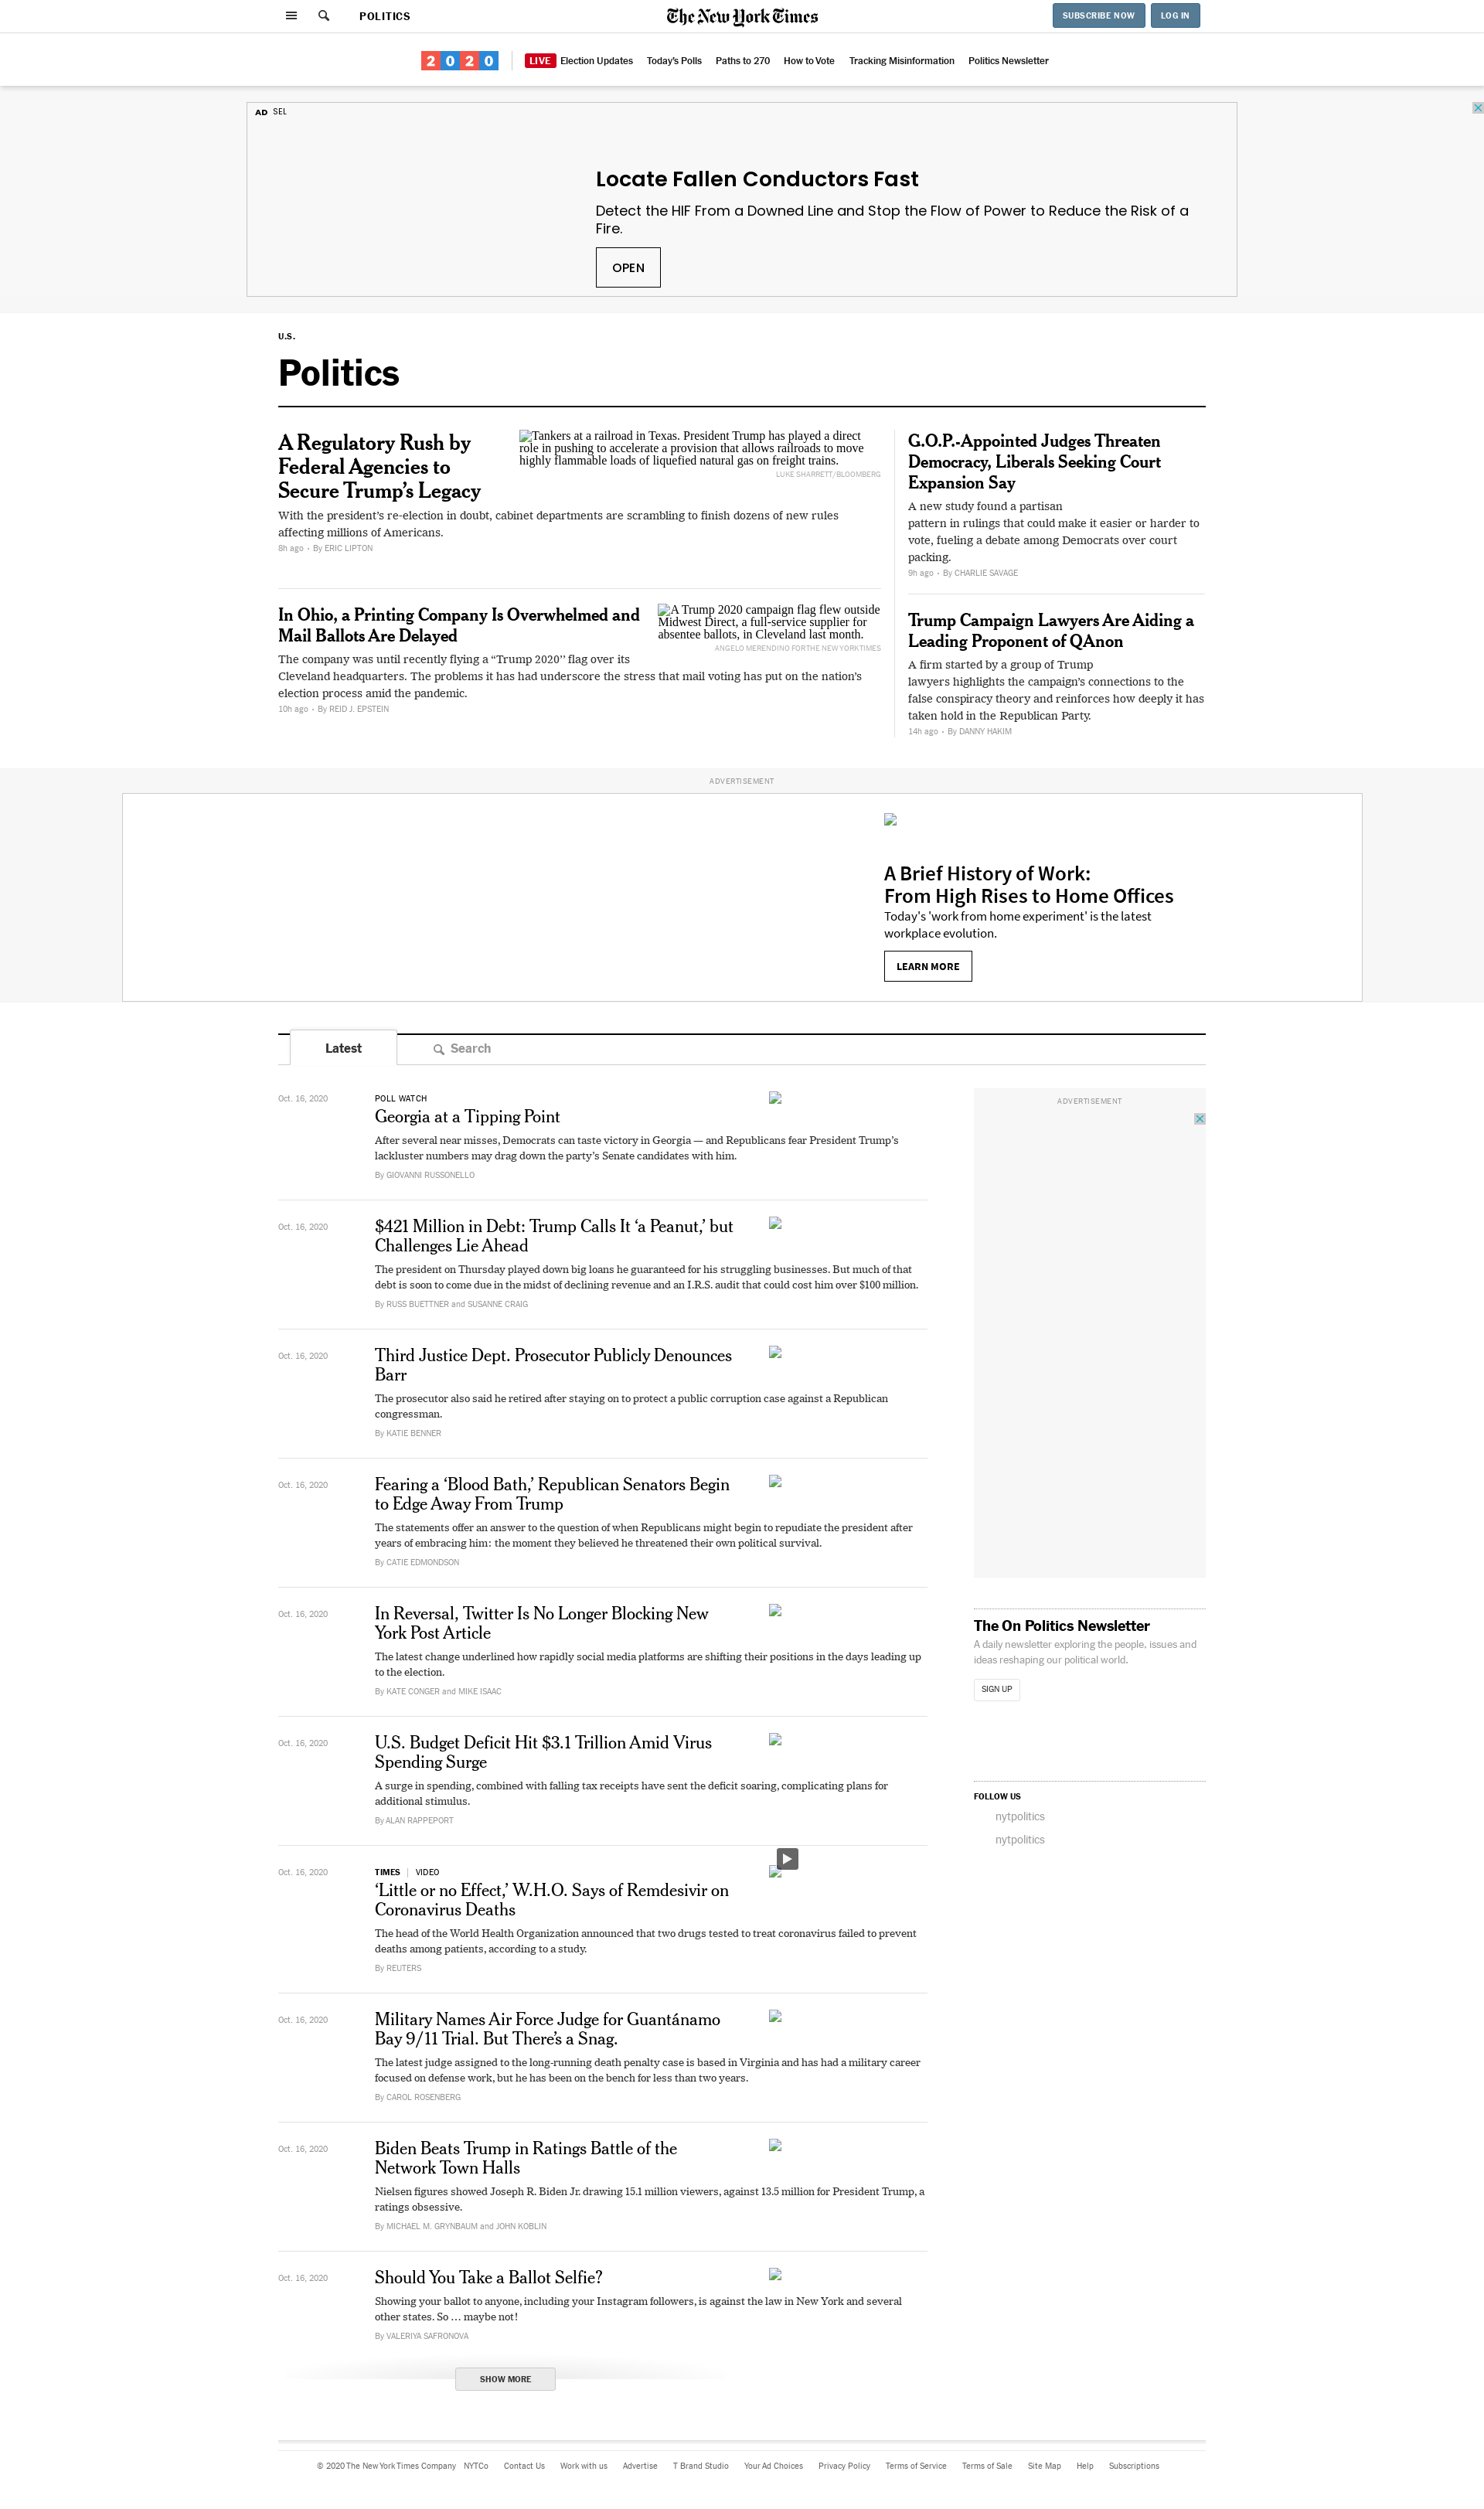 POLITICS
The New York Times
SUBSCRIBE NOW
LOG IN
2020
LIVE Election Updates
Today's Polls
Paths to 270
How to Vote
Tracking Misinformation
Politics Newsletter
AD SEL
Locate Fallen Conductors Fast
Detect the HIF From a Downed Line and Stop the Flow of Power to Reduce the Risk of a
Fire.
OPEN
U.S.
Politics
A Regulatory Rush by
Federal Agencies to
Secure Trump’s Legacy
Tankers at a railroad in Texas. President Trump has played a direct
role in pushing to accelerate a provision that allows railroads to move
highly flammable loads of liquefied natural gas on freight trains.
LUKE SHARRETT/BLOOMBERG
With the president’s re-election in doubt, cabinet departments are scrambling to finish dozens of new rules
affecting millions of Americans.
8h ago • By ERIC LIPTON
In Ohio, a Printing Company Is Overwhelmed and
Mail Ballots Are Delayed
A Trump 2020 campaign flag flew outside
Midwest Direct, a full-service supplier for
absentee ballots, in Cleveland last month.
ANGELO MERENDINO FOR THE NEW YORK TIMES
The company was until recently flying a “Trump 2020” flag over its
Cleveland headquarters. The problems it has had underscore the stress that mail voting has put on the nation’s
election process amid the pandemic.
10h ago • By REID J. EPSTEIN
G.O.P.-Appointed Judges Threaten
Democracy, Liberals Seeking Court
Expansion Say
A new study found a partisan
pattern in rulings that could make it easier or harder to
vote, fueling a debate among Democrats over court
packing.
9h ago • By CHARLIE SAVAGE
Trump Campaign Lawyers Are Aiding a
Leading Proponent of QAnon
A firm started by a group of Trump
lawyers highlights the campaign’s connections to the
false conspiracy theory and reinforces how deeply it has
taken hold in the Republican Party.
14h ago • By DANNY HAKIM
ADVERTISEMENT
A Brief History of Work:
From High Rises to Home Offices
Today's 'work from home experiment' is the latest
workplace evolution.
LEARN MORE
Latest
Search
Oct. 16, 2020
POLL WATCH
Georgia at a Tipping Point
After several near misses, Democrats can taste victory in Georgia — and Republicans fear President Trump’s
lackluster numbers may drag down the party’s Senate candidates with him.
By GIOVANNI RUSSONELLO
Oct. 16, 2020
$421 Million in Debt: Trump Calls It ‘a Peanut,’ but
Challenges Lie Ahead
The president on Thursday played down big loans he guaranteed for his struggling businesses. But much of that
debt is soon to come due in the midst of declining revenue and an I.R.S. audit that could cost him over $100 million.
By RUSS BUETTNER and SUSANNE CRAIG
Oct. 16, 2020
Third Justice Dept. Prosecutor Publicly Denounces
Barr
The prosecutor also said he retired after staying on to protect a public corruption case against a Republican
congressman.
By KATIE BENNER
Oct. 16, 2020
Fearing a ‘Blood Bath,’ Republican Senators Begin
to Edge Away From Trump
The statements offer an answer to the question of when Republicans might begin to repudiate the president after
years of embracing him: the moment they believed he threatened their own political survival.
By CATIE EDMONDSON
Oct. 16, 2020
In Reversal, Twitter Is No Longer Blocking New
York Post Article
The latest change underlined how rapidly social media platforms are shifting their positions in the days leading up
to the election.
By KATE CONGER and MIKE ISAAC
Oct. 16, 2020
U.S. Budget Deficit Hit $3.1 Trillion Amid Virus
Spending Surge
A surge in spending, combined with falling tax receipts have sent the deficit soaring, complicating plans for
additional stimulus.
By ALAN RAPPEPORT
Oct. 16, 2020
TIMES | VIDEO
‘Little or no Effect,’ W.H.O. Says of Remdesivir on
Coronavirus Deaths
The head of the World Health Organization announced that two drugs tested to treat coronavirus failed to prevent
deaths among patients, according to a study.
By REUTERS
Oct. 16, 2020
Military Names Air Force Judge for Guantánamo
Bay 9/11 Trial. But There’s a Snag.
The latest judge assigned to the long-running death penalty case is based in Virginia and has had a military career
focused on defense work, but he has been on the bench for less than two years.
By CAROL ROSENBERG
Oct. 16, 2020
Biden Beats Trump in Ratings Battle of the
Network Town Halls
Nielsen figures showed Joseph R. Biden Jr. drawing 15.1 million viewers, against 13.5 million for President Trump, a
ratings obsessive.
By MICHAEL M. GRYNBAUM and JOHN KOBLIN
Oct. 16, 2020
Should You Take a Ballot Selfie?
Showing your ballot to anyone, including your Instagram followers, is against the law in New York and several
other states. So … maybe not!
By VALERIYA SAFRONOVA
SHOW MORE
ADVERTISEMENT
The On Politics Newsletter
A daily newsletter exploring the people, issues and
ideas reshaping our political world.
SIGN UP
FOLLOW US
nytpolitics
nytpolitics
© 2020 The New York Times Company NYTCo Contact Us Work with us Advertise T Brand Studio Your Ad Choices Privacy Policy Terms of Service Terms of Sale Site Map Help Subscriptions